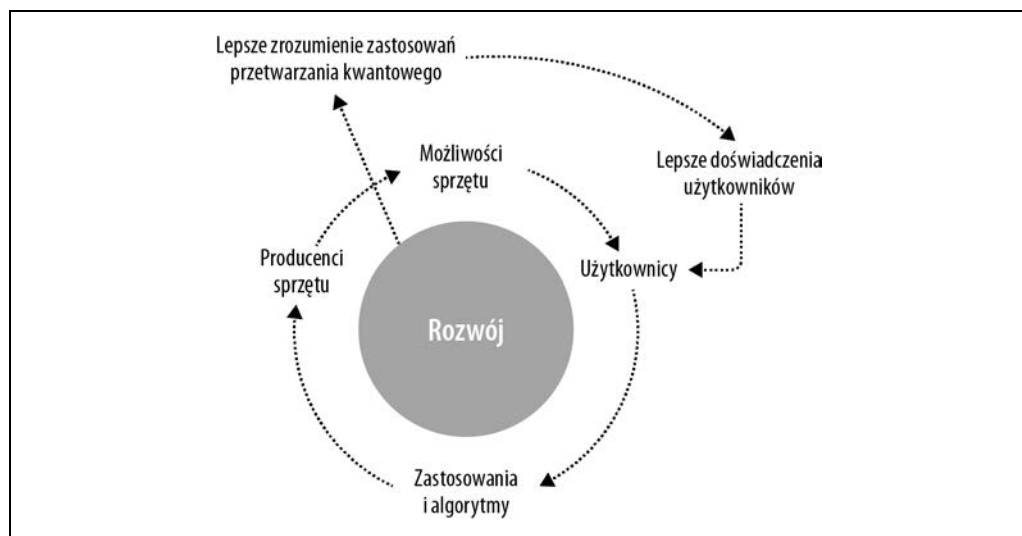 Lepsze zrozumienie zastosowań
przetwarzania kwantowego
Lepsze doświadczenia
użytkowników
Możliwości
sprzętu
Producenci
sprzętu
Użytkownicy
Rozwój
Zastosowania
i algorytmy